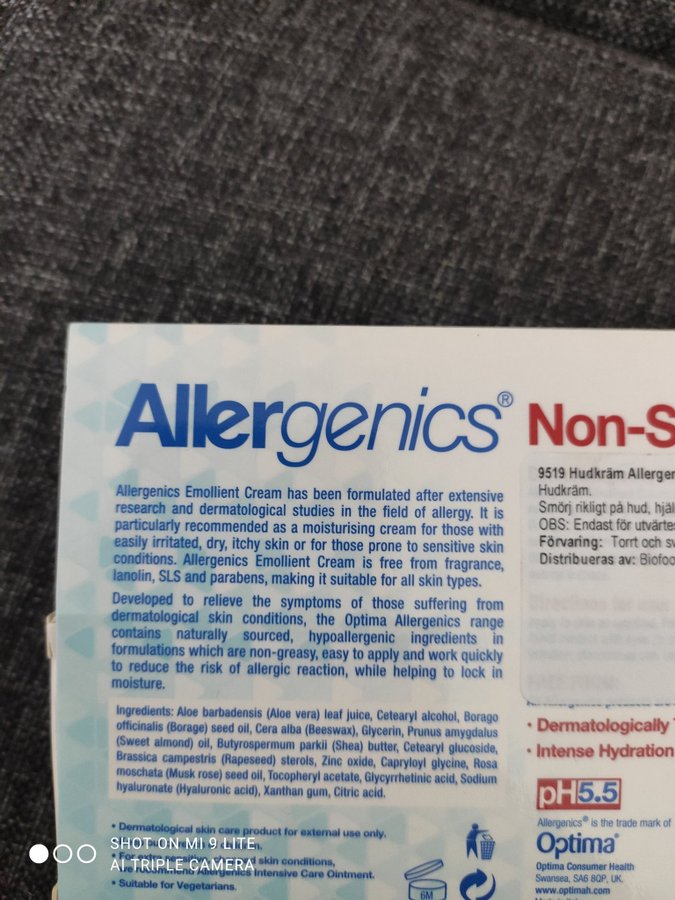 Allergenics®
Allergenics Emollient Cream has been formulated after extensive
research and dermatological studies in the field of allergy. It is
particularly recommended as a moisturising cream for those with
easily irritated, dry, itchy skin or for those prone to sensitive skin
conditions. Allergenics Emollient Cream is free from fragrance,
lanolin, SLS and parabens, making it suitable for all skin types.
Developed to relieve the symptoms of those suffering from
dermatological skin conditions, the Optima Allergenics range
contains naturally sourced, hypoallergenic ingredients in
formulations which are non-greasy, easy to apply and work quickly
to reduce the risk of allergic reaction, while helping to lock in
moisture.
Ingredients: Aloe barbadensis (Aloe vera) leaf juice, Cetearyl alcohol, Borago
officinalis (Borage) seed oil, Cera alba (Beeswax), Glycerin, Prunus amygdalus
(Sweet almond) oil, Butyrospermum parkii (Shea) butter, Cetearyl glucoside,
Brassica campestris (Rapeseed) sterols, Zinc oxide, Capryloyl glycine, Rosa
moschata (Musk rose) seed oil, Tocopheryl acetate, Glycyrrhetinic acid, Sodium
hyaluronate (Hyaluronic acid), Xanthan gum, Citric acid.
• Dermatological skin care product for external use only.
• For skin conditions,
Allergenics Intensive Care Ointment.
• Suitable for Vegetarians.
6M
Non-S
9519 Hudkräm Allergen
Hudkräm.
Smörj rikligt på hud, hjäl
OBS: Endast för utvärtes
Förvaring: Torrt och sv
Distribueras av: Biofoo
• Dermatologically
• Intense Hydration
pH5.5
Allergenics® is the trade mark of
Optima®
Optima Consumer Health
Swansea, SA6 8QP, UK.
www.optimah.com
SHOT ON MI 9 LITE
AI TRIPLE CAMERA